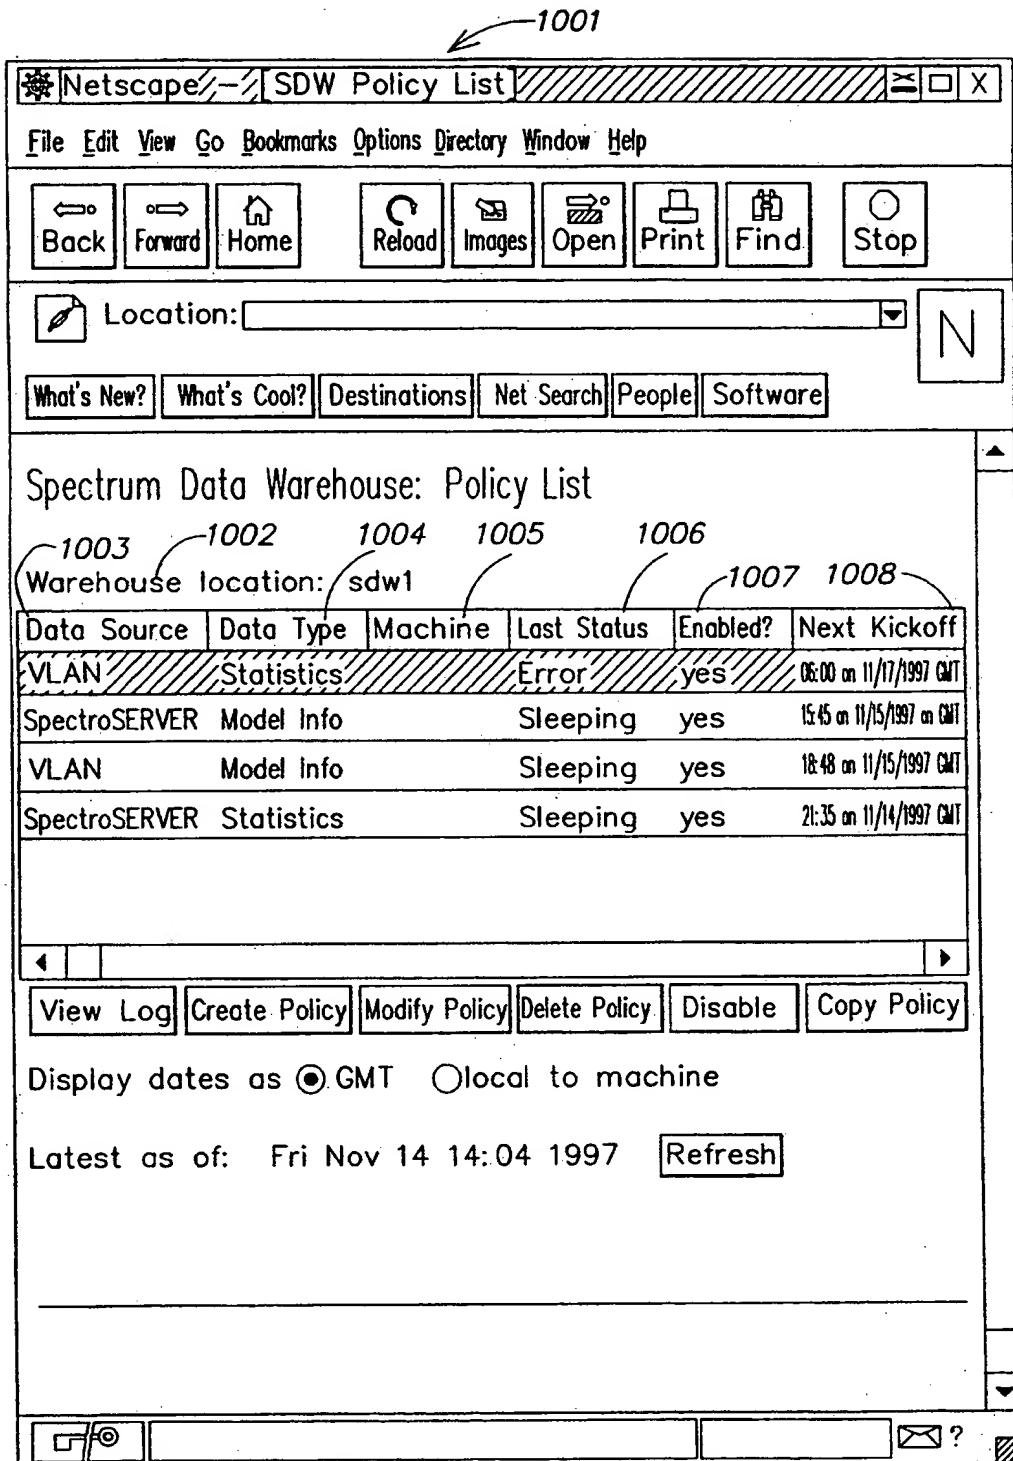 1001
Netscape - [SDW Policy List] X
File Edit View Go Bookmarks Options Directory Window Help
Back Forward Home Reload Images Open Print Find Stop
Location: N
What's New? What's Cool? Destinations Net Search People Software
Spectrum Data Warehouse: Policy List
1003 1002 1004 1005 1006
Warehouse location: sdw1
1007 1008
Data Source Data Type Machine Last Status Enabled? Next Kickoff
VLAN Statistics Error yes 06:00 on 11/17/1997 GMT
SpectroSERVER Model Info Sleeping yes 15:45 on 11/15/1997 on GMT
VLAN Model Info Sleeping yes 18:48 on 11/15/1997 GMT
SpectroSERVER Statistics Sleeping yes 21:35 on 11/14/1997 GMT
View Log Create Policy Modify Policy Delete Policy Disable Copy Policy
Display dates as GMT local to machine
Latest as of: Fri Nov 14 14:04 1997 Refresh
?